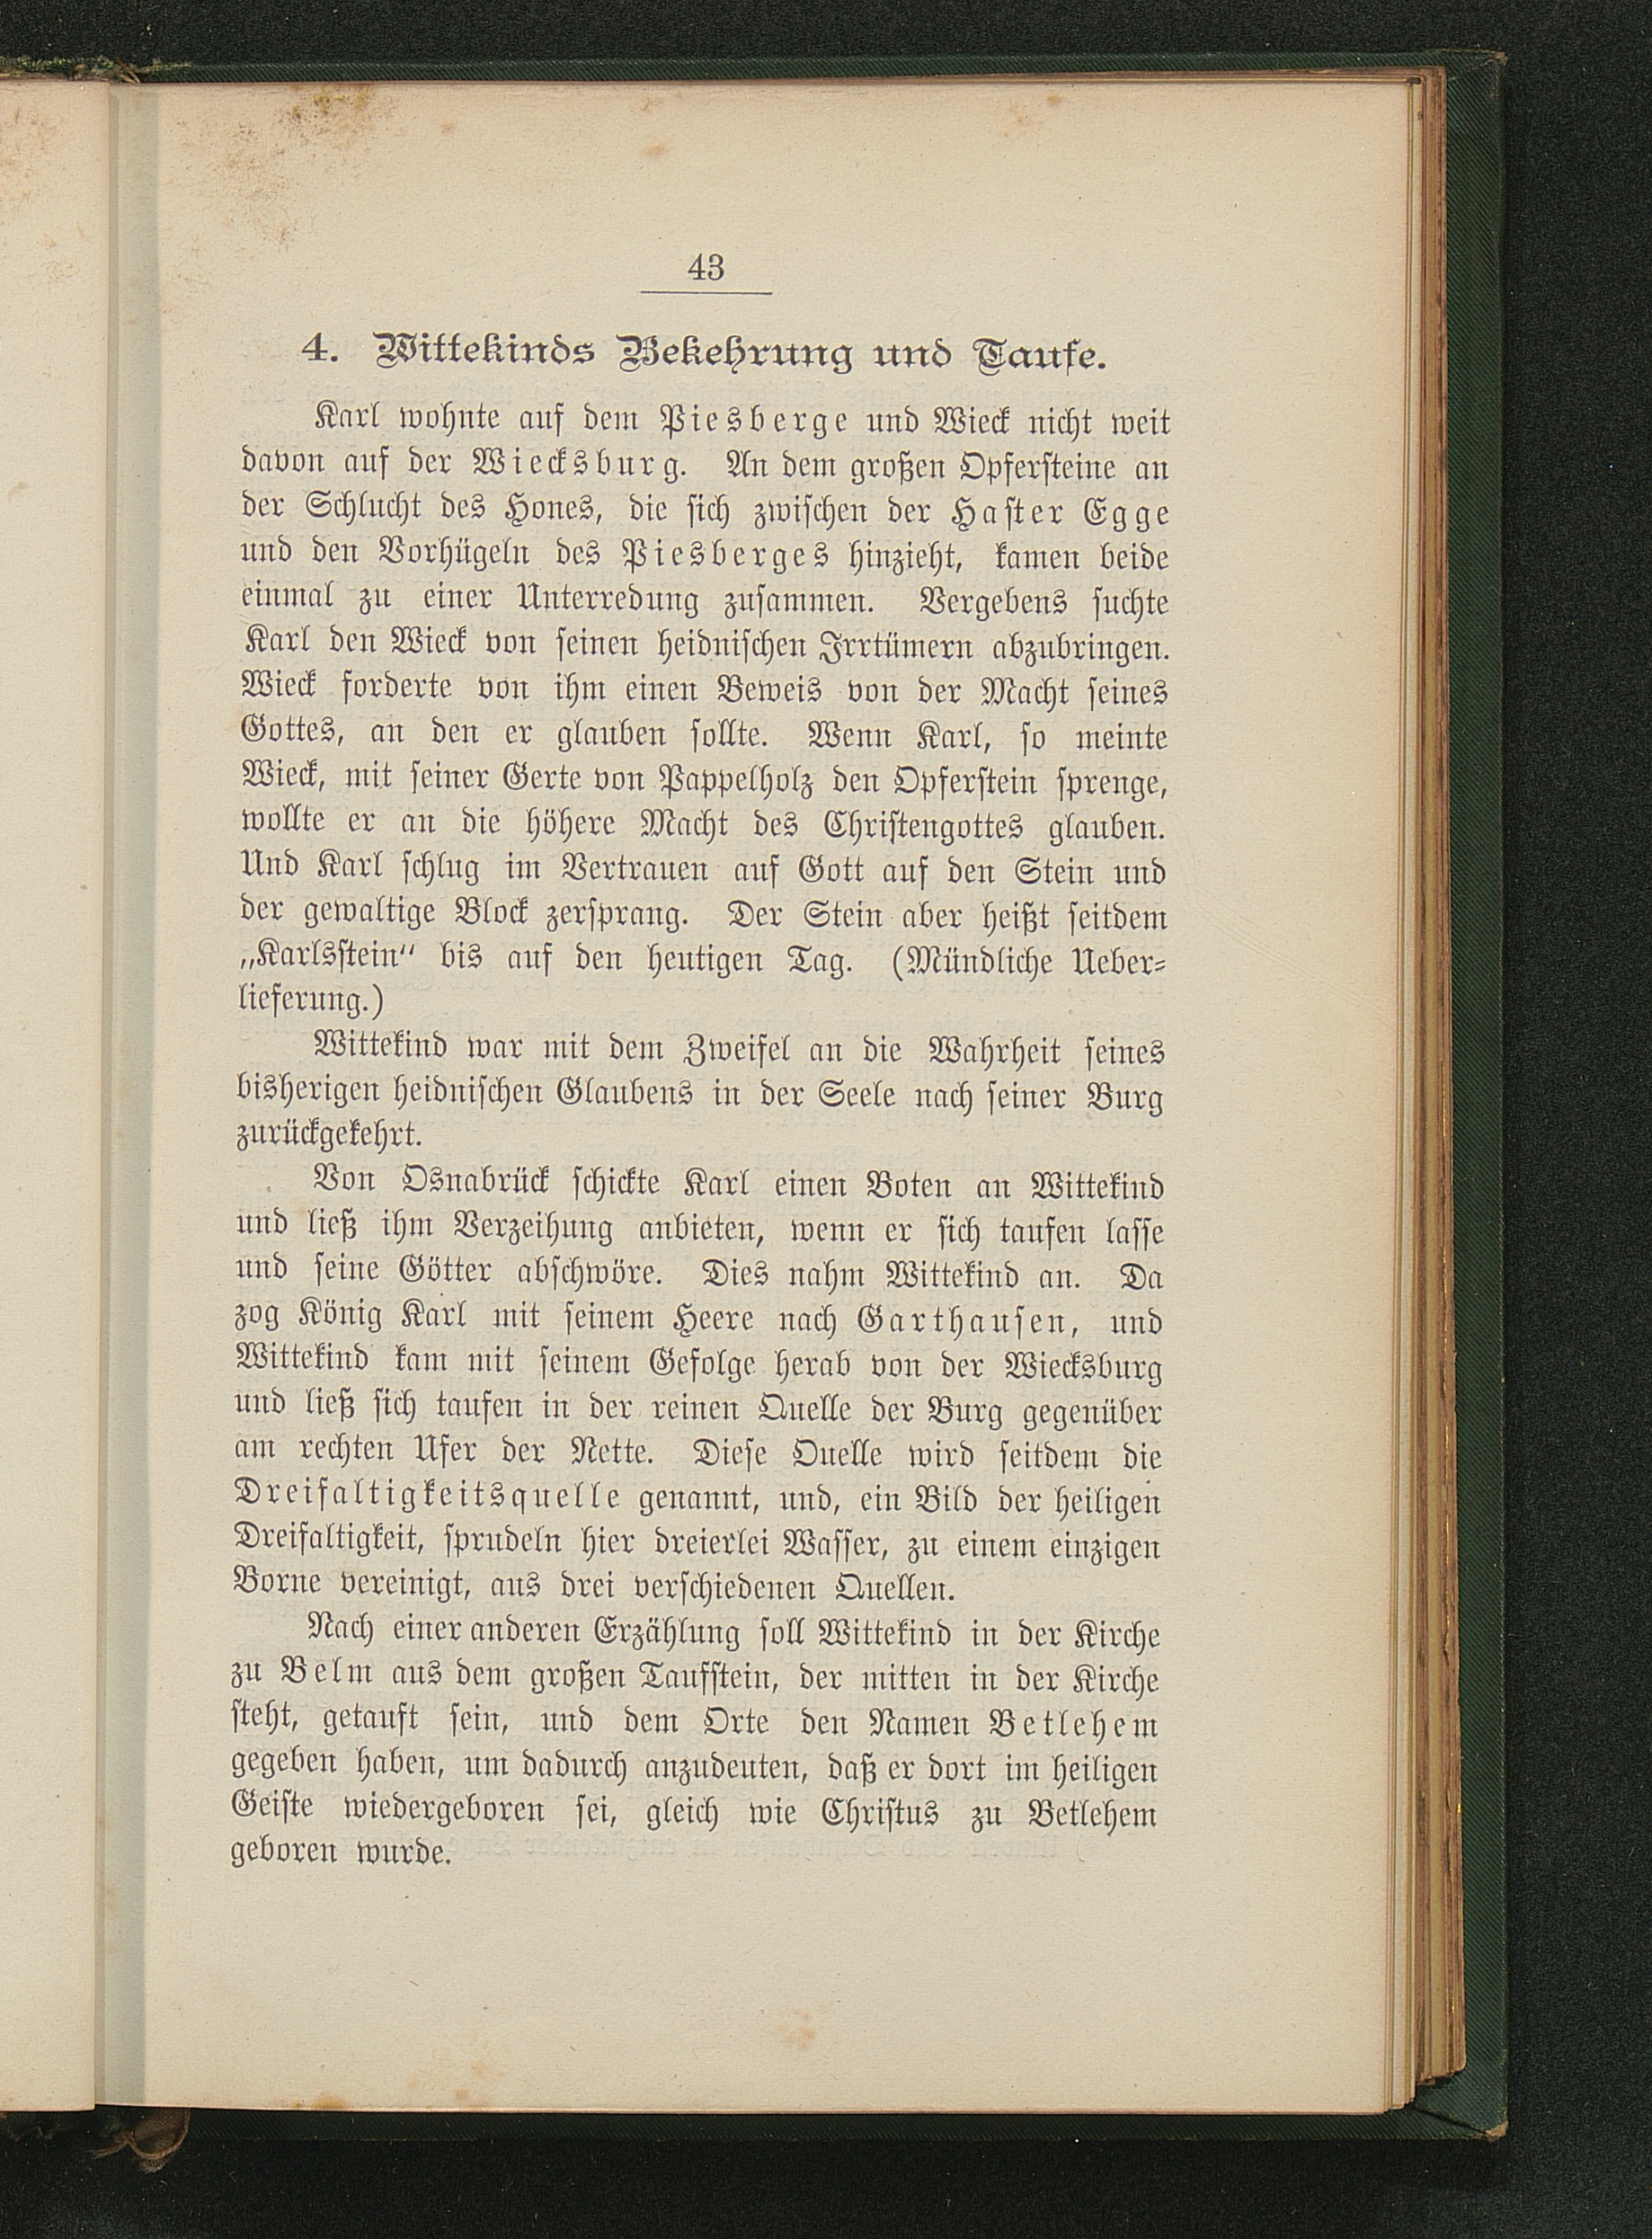 43
4. Wittekinds Bekehrung und Taufe.
Karl wohnte auf dem Piesberge und Wieck nicht weit
davon auf der Wiecksburg. An dem großen Opfersteine an
der Schlucht des Hones, die sich zwischen der Haster Egge
und den Vorhügeln des Piesberges hinzieht, kamen beide
einmal zu einer Unterredung zusammen. Vergebens suchte
Karl den Wieck von seinen heidnischen Irrtümern abzubringen.
Wieck forderte von ihm einen Beweis von der Macht seines
Gottes, an den er glauben sollte. Wenn Karl, so meinte
Wieck, mit seiner Gerte von Pappelholz den Opferstein sprenge,
wollte er an die höhere Macht des Christengottes glauben.
Und Karl schlug im Vertrauen auf Gott auf den Stein und
der gewaltige Block zersprang. Der Stein aber heißt seitdem
„Karlsstein“ bis auf den heutigen Tag. (Mündliche Ueber-
lieferung.)
Wittekind war mit dem Zweifel an die Wahrheit seines
bisherigen heidnischen Glaubens in der Seele nach seiner Burg
zurückgekehrt.
Von Osnabrück schickte Karl einen Boten an Wittekind
und ließ ihm Verzeihung anbieten, wenn er sich taufen lasse
und seine Götter abschwöre. Dies nahm Wittekind an. Da
zog König Karl mit seinem Heere nach Garthausen, und
Wittekind kam mit seinem Gefolge herab von der Wiecksburg
und ließ sich taufen in der reinen Quelle der Burg gegenüber
am rechten Ufer der Nette. Diese Quelle wird seitdem die
Dreifaltigkeitsquelle genannt, und, ein Bild der heiligen
Dreifaltigkeit, sprudeln hier dreierlei Wasser, zu einem einzigen
Borne vereinigt, aus drei verschiedenen Quellen.
Nach einer anderen Erzählung soll Wittekind in der Kirche
zu Belm aus dem großen Taufstein, der mitten in der Kirche
steht, getauft sein, und dem Orte den Namen Betlehem
gegeben haben, um dadurch anzudeuten, daß er dort im heiligen
Geiste wiedergeboren sei, gleich wie Christus zu Betlehem
geboren wurde.